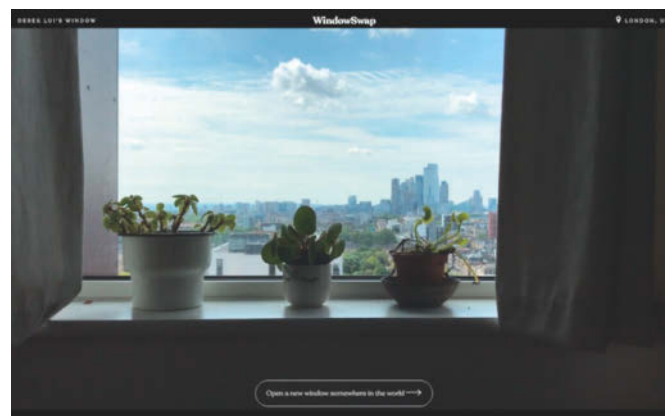 DEREK LUI'S WINDOW
WindowSwap
LONDON, U
Open a new window somewhere in the world